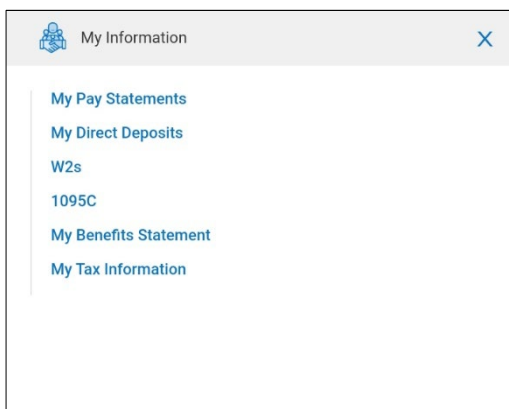 My Information
X
My Pay Statements
My Direct Deposits
W2s
1095C
My Benefits Statement
My Tax Information